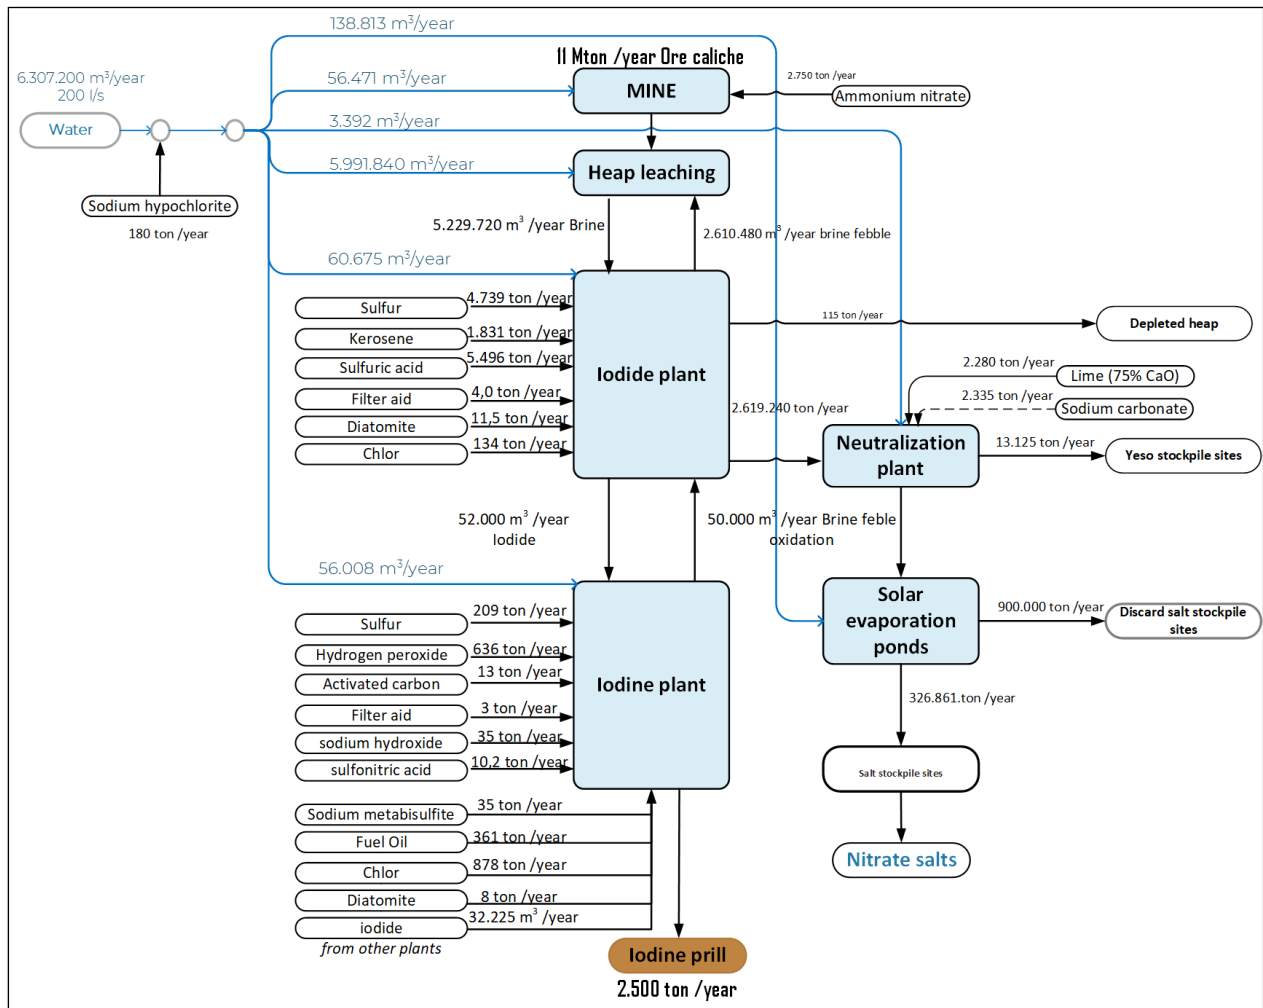 138.813 m³/year
11 Mton /year Ore caliche
6.307.200 m³/year
200 l/s
56.471 m³/year
MINE
2.750 ton /year
Ammonium nitrate
Water
3.392 m³/year
5.991.840 m³/year
Heap leaching
Sodium hypochlorite
180 ton /year
5.229.720 m³ /year Brine
2.610.480 m³ /year brine febble
60.675 m³/year
Sulfur
4.739 ton /year
Kerosene
1.831 ton /year
Sulfuric acid
5.496 ton /year
Filter aid
4,0 ton /year
Diatomite
11,5 ton /year
Chlor
134 ton /year
Iodide plant
115 ton /year
Depleted heap
2.280 ton /year
Lime (75% CaO)
2.335 ton /year
Sodium carbonate
2.619.240 m³ /year
Neutralization
plant
13.125 ton /year
Yeso stockpile sites
52.000 m³ /year
Iodide
50.000 m³ /year Brine feble
oxidation
56.008 m³/year
Sulfur
209 ton /year
Hydrogen peroxide
636 ton /year
Activated carbon
13 ton /year
Filter aid
3 ton /year
sodium hydroxide
35 ton /year
sulfonitric acid
10,2 ton /year
Iodine plant
Solar
evaporation
ponds
900.000 ton /year
Discard salt stockpile
sites
326.861.ton /year
Salt stockpile sites
Nitrate salts
Sodium metabisulfite
35 ton /year
Fuel Oil
361 ton /year
Chlor
878 ton /year
Diatomite
8 ton /year
iodide
32.225 m³ /year
from other plants
Iodine prill
2.500 ton /year